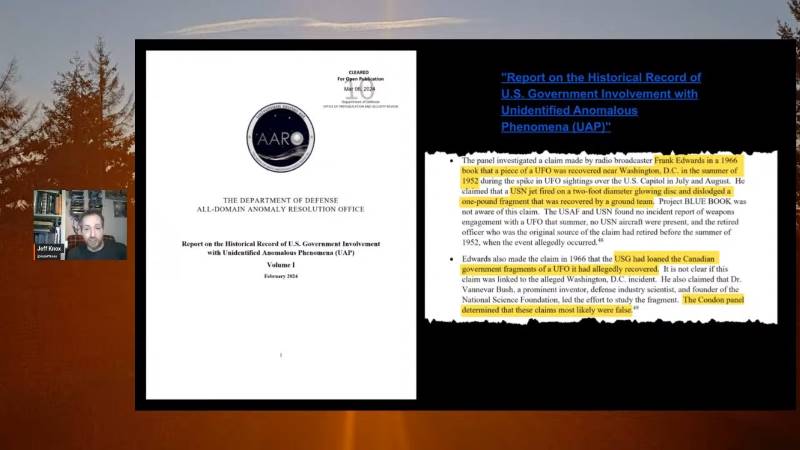 CLEARED
For Open Publication
Mar 06, 2024
10
Department of Defense
OFFICE OF PREPUBLICATION AND SECURITY REVIEW
AARO
THE DEPARTMENT OF DEFENSE
ALL-DOMAIN ANOMALY RESOLUTION OFFICE
Report on the Historical Record of U.S. Government Involvement
with Unidentified Anomalous Phenomena (UAP)
Volume I
February 2024
1
Jeff Knox
"Report on the Historical Record of
U.S. Government Involvement with
Unidentified Anomalous
Phenomena (UAP)"
• The panel investigated a claim made by radio broadcaster Frank Edwards in a 1966
book that a piece of a UFO was recovered near Washington, D.C. in the summer of
1952 during the spike in UFO sightings over the U.S. Capitol in July and August. He
claimed that a USN jet fired on a two-foot diameter glowing disc and dislodged a
one-pound fragment that was recovered by a ground team. Project BLUE BOOK was
not aware of this claim. The USAF and USN found no incident report of weapons
engagement with a UFO that summer, no USN aircraft were present, and the retired
officer who was the original source of the claim had retired before the summer of
1952, when the event allegedly occurred.48
• Edwards also made the claim in 1966 that the USG had loaned the Canadian
government fragments of a UFO it had allegedly recovered. It is not clear if this
claim was linked to the alleged Washington, D.C. incident. He also claimed that Dr.
Vannevar Bush, a prominent inventor, defense industry scientist, and founder of the
National Science Foundation, led the effort to study the fragment. The Condon panel
determined that these claims most likely were false.49